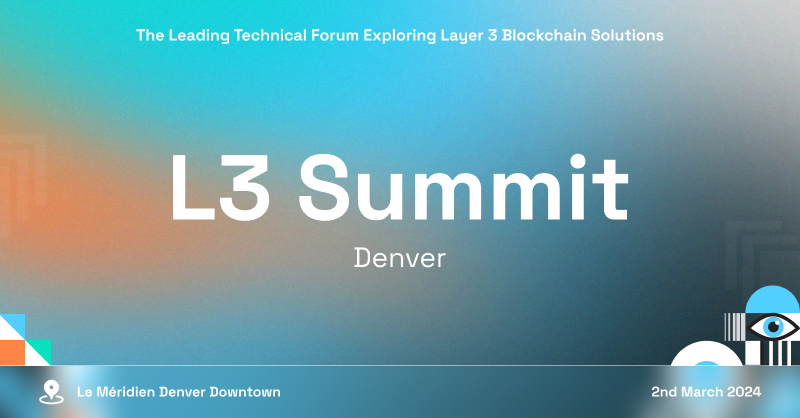 The Leading Technical Forum Exploring Layer 3 Blockchain Solutions
L3 Summit
Denver
Le Méridien Denver Downtown
2nd March 2024